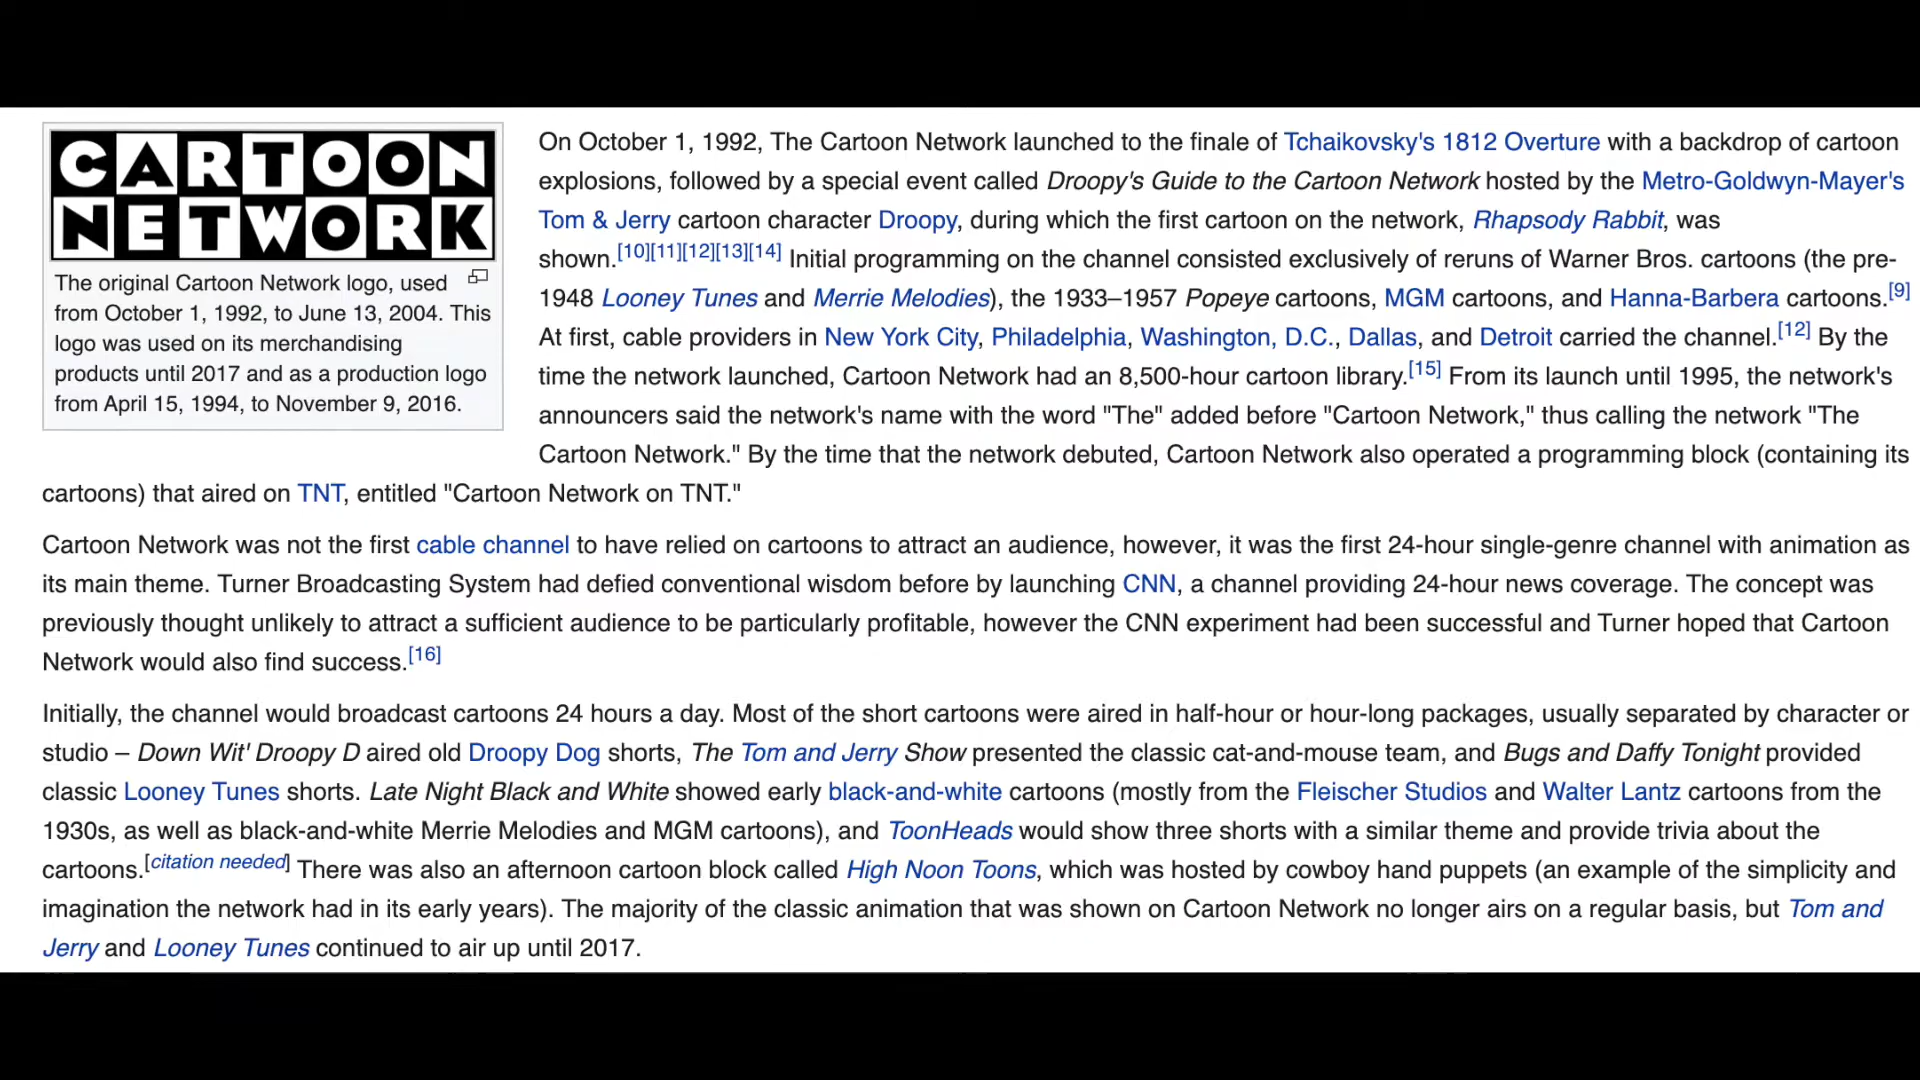 CARTOON
NETWORK
The original Cartoon Network logo, used
from October 1, 1992, to June 13, 2004. This
logo was used on its merchandising
products until 2017 and as a production logo
from April 15, 1994, to November 9, 2016.
On October 1, 1992, The Cartoon Network launched to the finale of Tchaikovsky's 1812 Overture with a backdrop of cartoon
explosions, followed by a special event called Droopy's Guide to the Cartoon Network hosted by the Metro-Goldwyn-Mayer's
Tom & Jerry cartoon character Droopy, during which the first cartoon on the network, Rhapsody Rabbit, was
shown.[10][11][12][13][14] Initial programming on the channel consisted exclusively of reruns of Warner Bros. cartoons (the pre-
1948 Looney Tunes and Merrie Melodies), the 1933–1957 Popeye cartoons, MGM cartoons, and Hanna-Barbera cartoons.[9]
At first, cable providers in New York City, Philadelphia, Washington, D.C., Dallas, and Detroit carried the channel.[12] By the
time the network launched, Cartoon Network had an 8,500-hour cartoon library.[15] From its launch until 1995, the network's
announcers said the network's name with the word "The" added before "Cartoon Network," thus calling the network "The
Cartoon Network." By the time that the network debuted, Cartoon Network also operated a programming block (containing its
cartoons) that aired on TNT, entitled "Cartoon Network on TNT."
Cartoon Network was not the first cable channel to have relied on cartoons to attract an audience, however, it was the first 24-hour single-genre channel with animation as
its main theme. Turner Broadcasting System had defied conventional wisdom before by launching CNN, a channel providing 24-hour news coverage. The concept was
previously thought unlikely to attract a sufficient audience to be particularly profitable, however the CNN experiment had been successful and Turner hoped that Cartoon
Network would also find success.[16]
Initially, the channel would broadcast cartoons 24 hours a day. Most of the short cartoons were aired in half-hour or hour-long packages, usually separated by character or
studio – Down Wit' Droopy D aired old Droopy Dog shorts, The Tom and Jerry Show presented the classic cat-and-mouse team, and Bugs and Daffy Tonight provided
classic Looney Tunes shorts. Late Night Black and White showed early black-and-white cartoons (mostly from the Fleischer Studios and Walter Lantz cartoons from the
1930s, as well as black-and-white Merrie Melodies and MGM cartoons), and ToonHeads would show three shorts with a similar theme and provide trivia about the
cartoons.[citation needed] There was also an afternoon cartoon block called High Noon Toons, which was hosted by cowboy hand puppets (an example of the simplicity and
imagination the network had in its early years). The majority of the classic animation that was shown on Cartoon Network no longer airs on a regular basis, but Tom and
Jerry and Looney Tunes continued to air up until 2017.